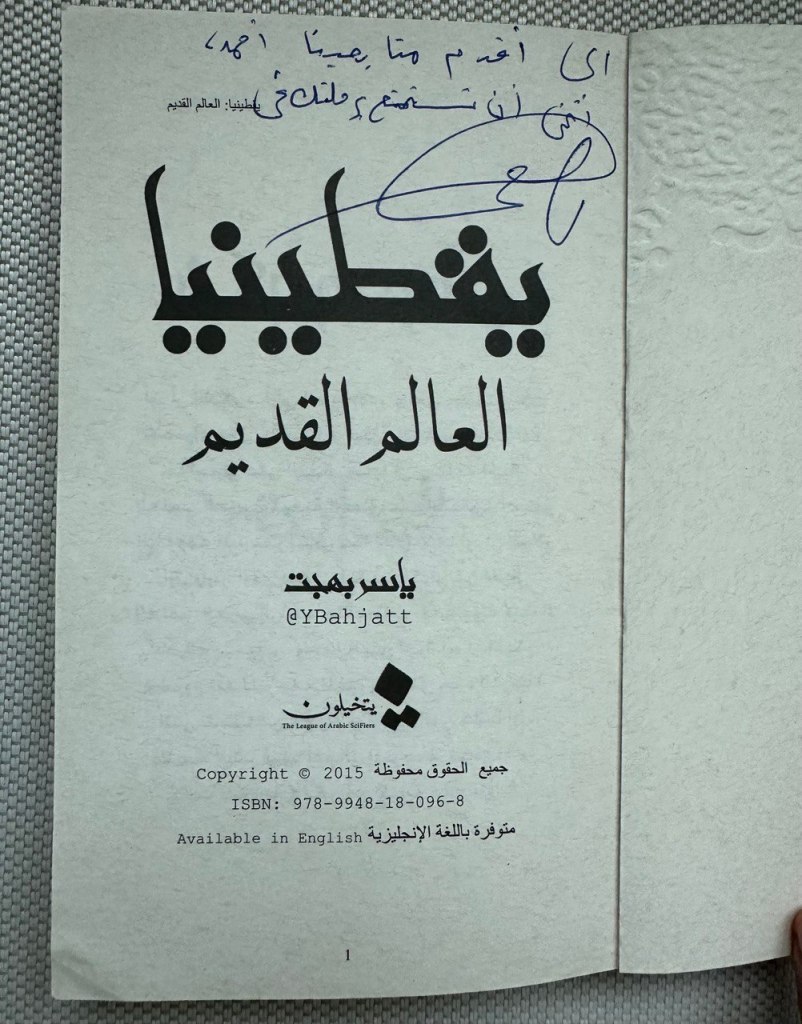 الى أقدم متابعينا أحمد،
نتمنى أن تستمتع برحلتك في
يقطينيا: العالم القديم
يقطينيا
العالم القديم
ياسر بهجت
@YBahjatt
يتخيلون
The League of Arabic SciFiers
Copyright © 2015 جميع الحقوق محفوظة
ISBN: 978-9948-18-096-8
Available in English متوفرة باللغة الإنجليزية
1